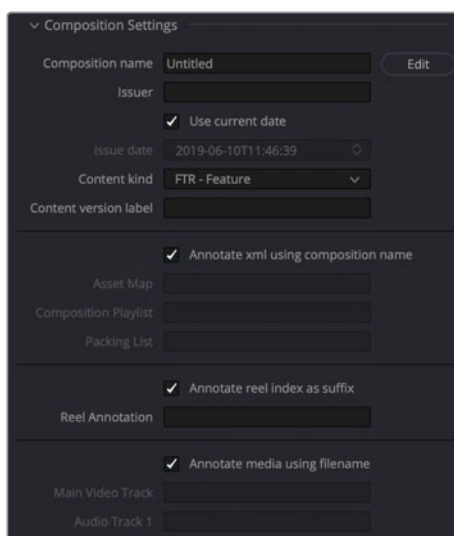 Composition Settings
Composition name Untitled Edit
Issuer
Use current date
Issue date 2019-06-10T11:46:39
Content kind FTR - Feature
Content version label
Annotate xml using composition name
Asset Map
Composition Playlist
Packing List
Annotate reel index as suffix
Reel Annotation
Annotate media using filename
Main Video Track
Audio Track 1